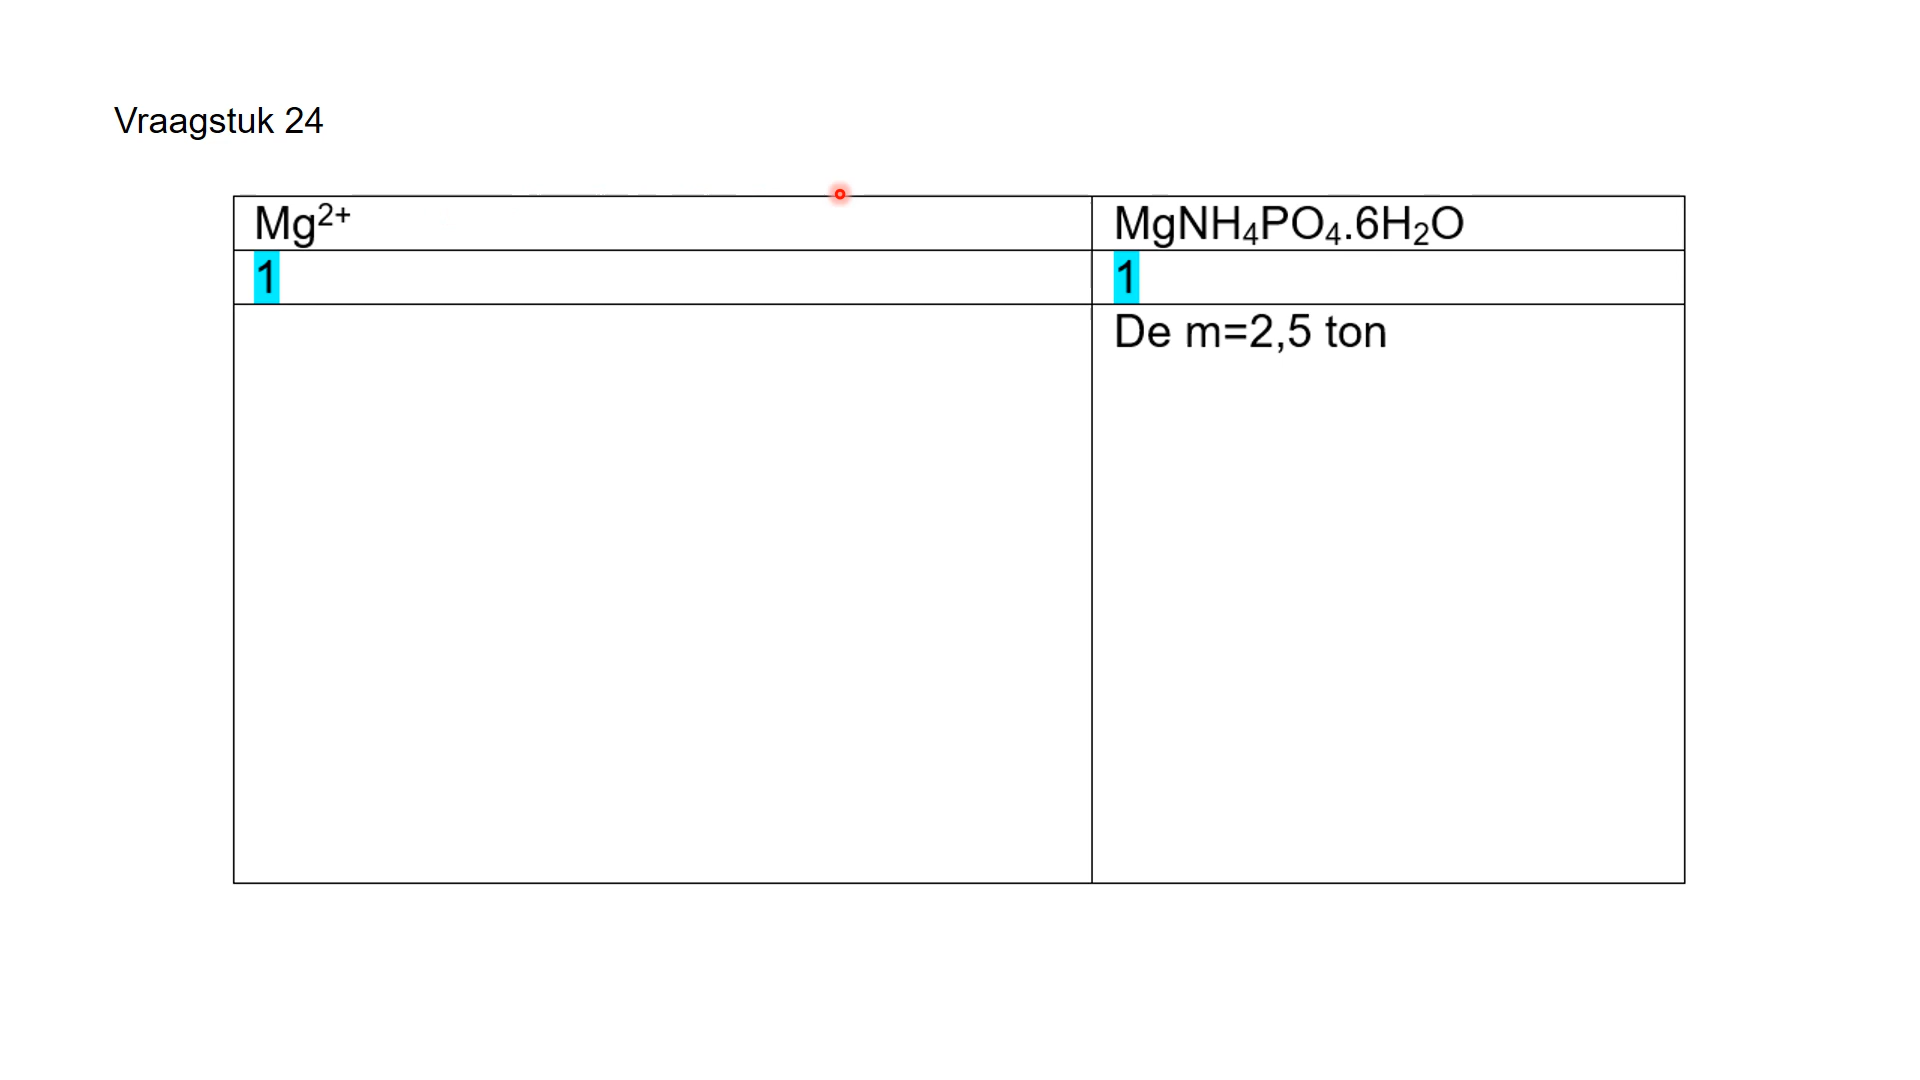 Vraagstuk 24
Mg²⁺ MgNH₄PO₄.6H₂O
1 1
De m=2,5 ton